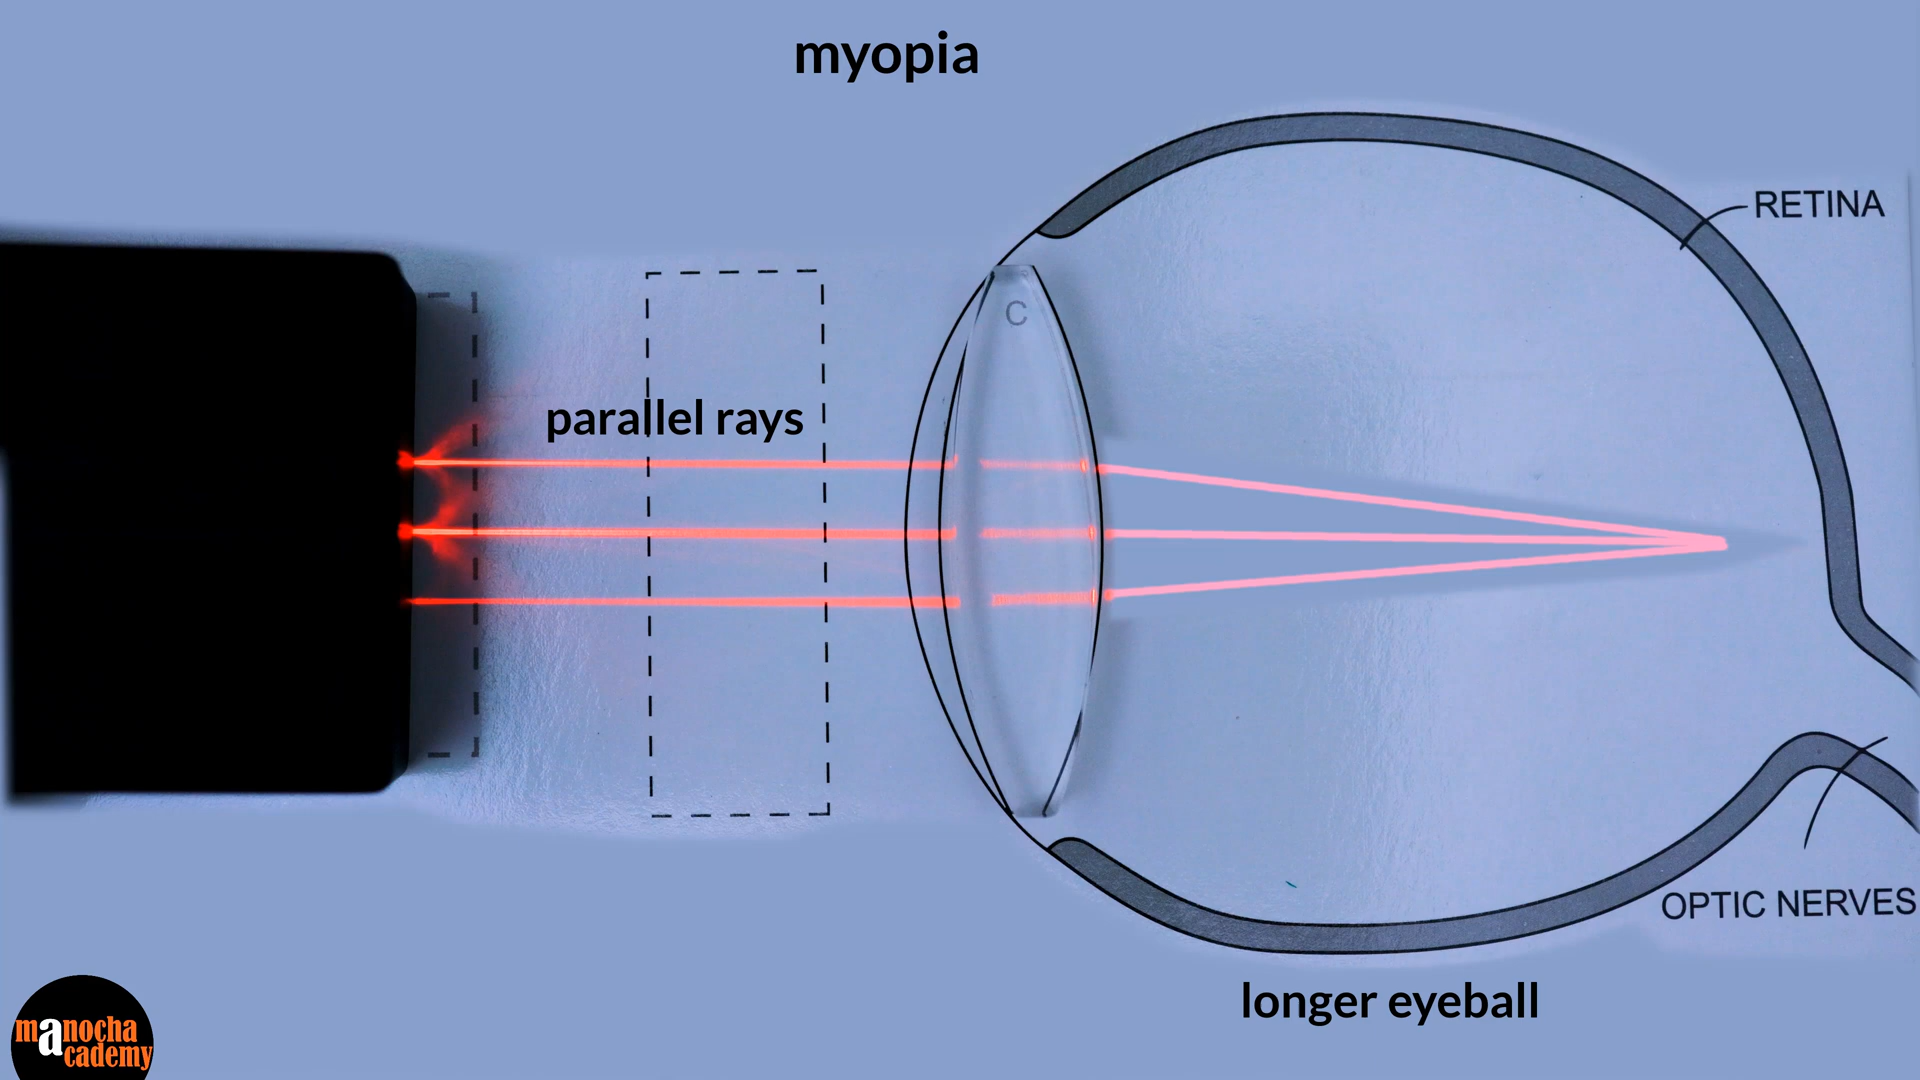 myopia
RETINA
C
parallel rays
OPTIC NERVES
longer eyeball
manocha
academy